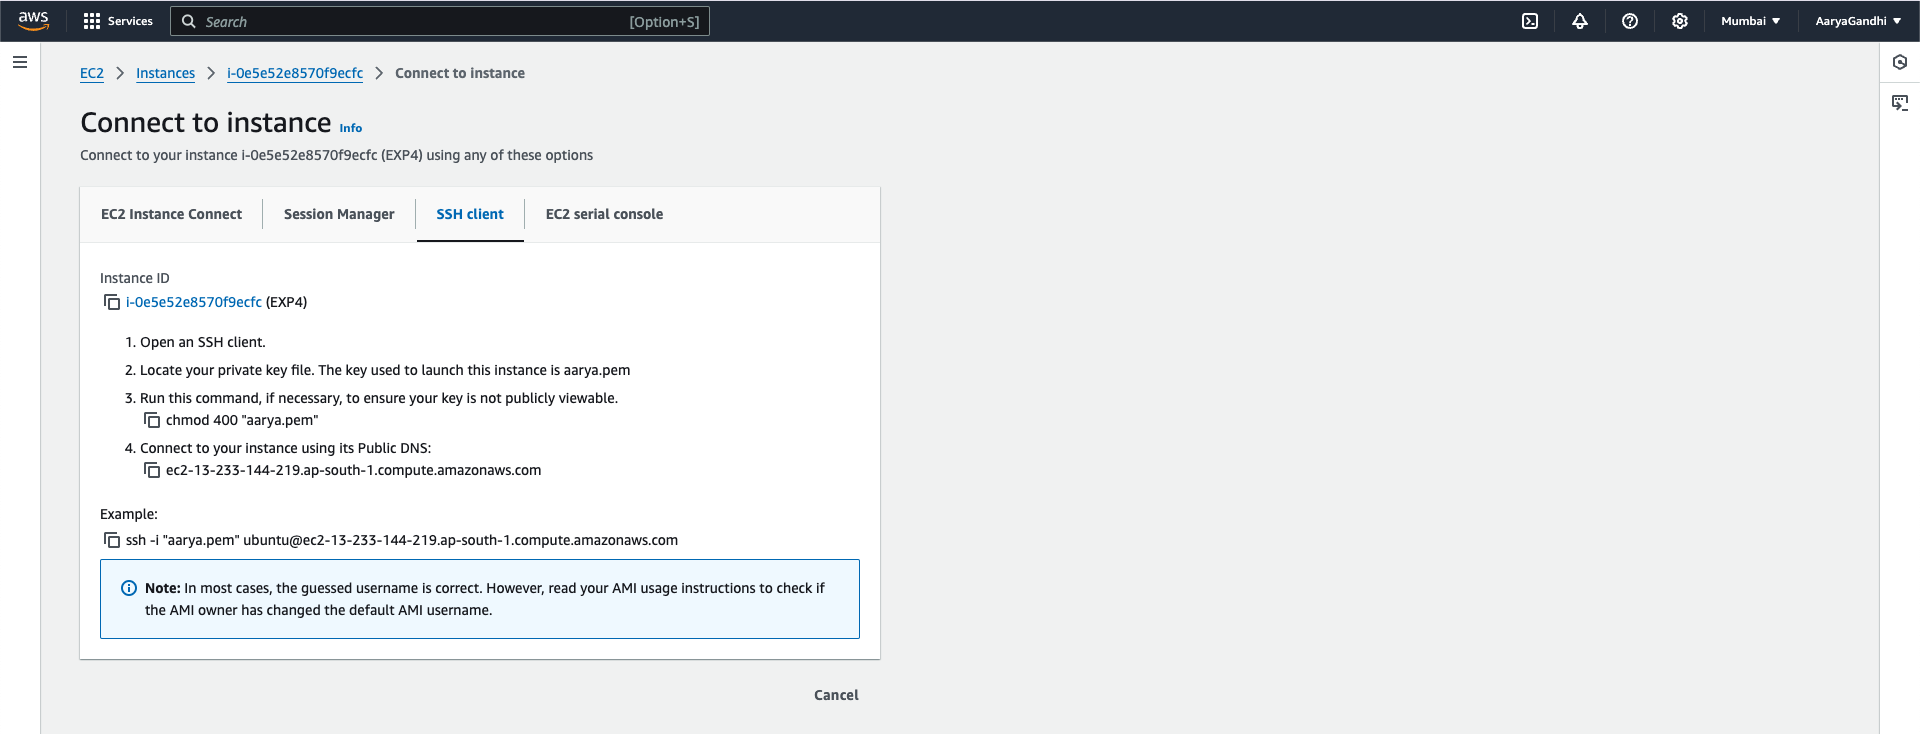 aws
Services
Search
[Option+S]
Mumbai
AaryaGandhi
EC2 > Instances > i-0e5e52e8570f9ecfc > Connect to instance
Connect to instance Info
Connect to your instance i-0e5e52e8570f9ecfc (EXP4) using any of these options
EC2 Instance Connect
Session Manager
SSH client
EC2 serial console
Instance ID
i-0e5e52e8570f9ecfc (EXP4)
1. Open an SSH client.
2. Locate your private key file. The key used to launch this instance is aarya.pem
3. Run this command, if necessary, to ensure your key is not publicly viewable.
chmod 400 "aarya.pem"
4. Connect to your instance using its Public DNS:
ec2-13-233-144-219.ap-south-1.compute.amazonaws.com
Example:
ssh -i "aarya.pem" ubuntu@ec2-13-233-144-219.ap-south-1.compute.amazonaws.com
Note: In most cases, the guessed username is correct. However, read your AMI usage instructions to check if
the AMI owner has changed the default AMI username.
Cancel